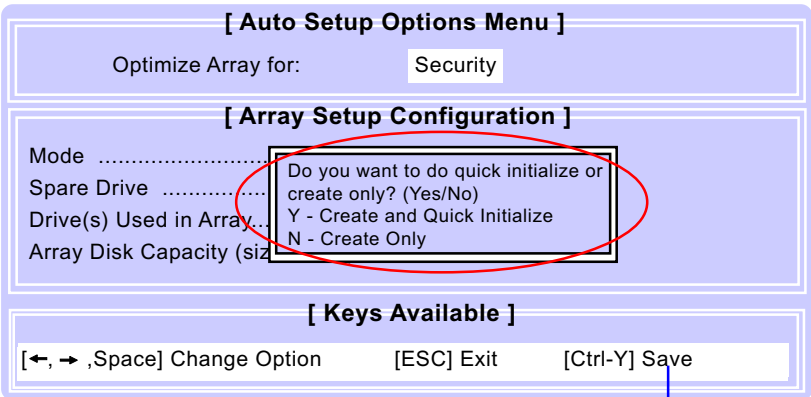 [ Auto Setup Options Menu ]
Optimize Array for: Security
[ Array Setup Configuration ]
Mode ..........................
Spare Drive ................
Drive(s) Used in Array...
Array Disk Capacity (siz
Do you want to do quick initialize or
create only? (Yes/No)
Y - Create and Quick Initialize
N - Create Only
[ Keys Available ]
[←, → ,Space] Change Option [ESC] Exit [Ctrl-Y] Save